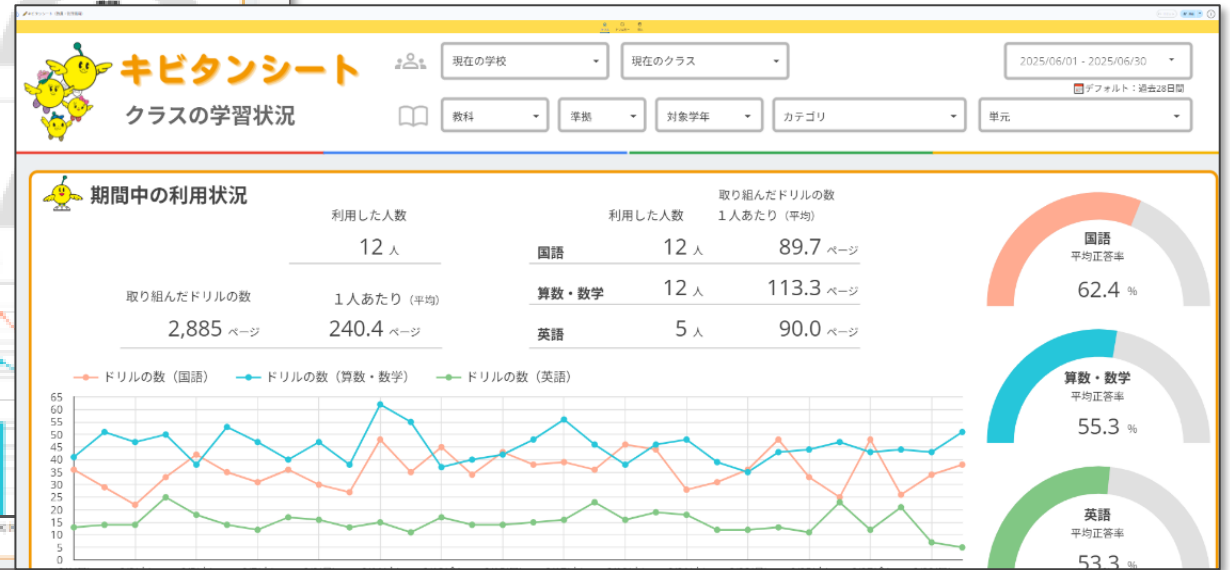 キビタンシート
クラスの学習状況
現在の学校
現在のクラス
2025/06/01 - 2025/06/30
デフォルト：過去28日間
教科
準拠
対象学年
カテゴリ
単元
期間中の利用状況
利用した人数
12 人
取り組んだドリルの数
1人あたり（平均）
2,885 ページ
240.4 ページ
取り組んだドリルの数
利用した人数 1人あたり（平均）
国語 12 人 89.7 ページ
算数・数学 12 人 113.3 ページ
英語 5 人 90.0 ページ
国語
平均正答率
62.4 %
算数・数学
平均正答率
55.3 %
英語
平均正答率
53.3 %
ドリルの数（国語） ドリルの数（算数・数学） ドリルの数（英語）
65
60
55
50
45
40
35
30
25
20
15
10
5
0